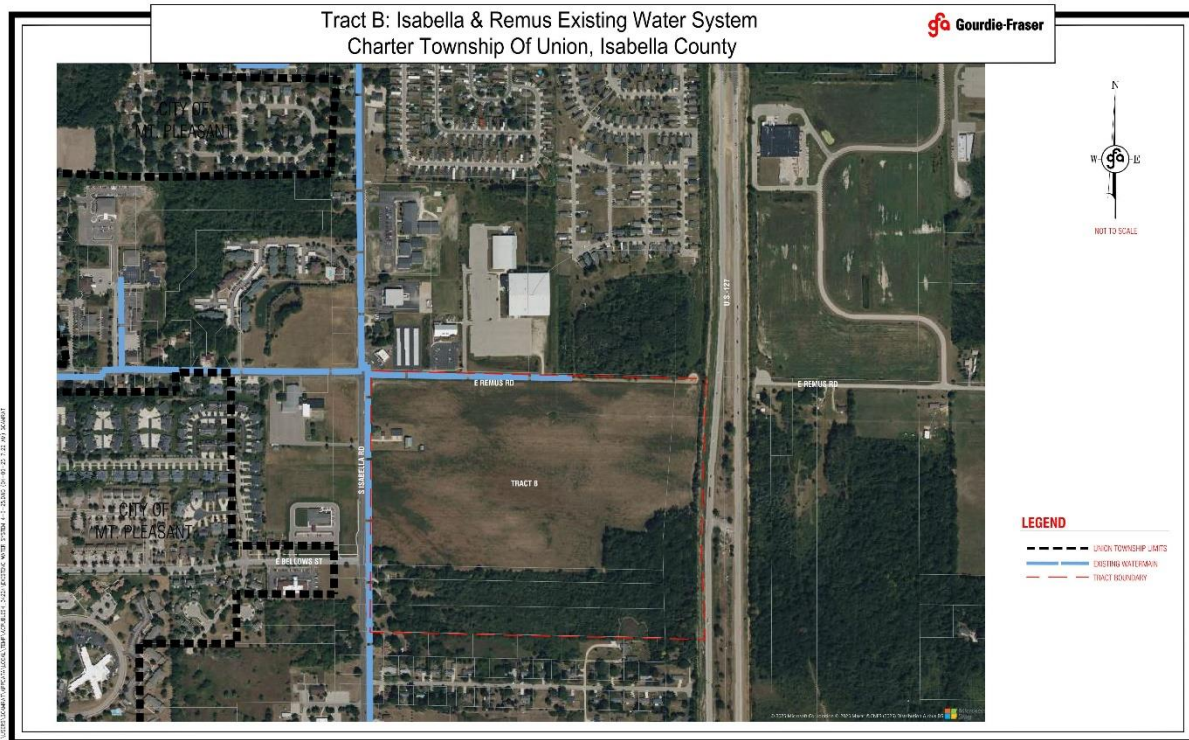 Tract B: Isabella & Remus Existing Water System
Charter Township Of Union, Isabella County
gfa Gourdie-Fraser
CITY OF
MT. PLEASANT
N
W
gfa
E
NOT TO SCALE
U.S. 127
E REMUS RD
E REMUS RD
S ISABELLA RD
TRACT B
CITY OF
MT. PLEASANT
E BELLOWS ST
LEGEND
UNION TOWNSHIP LIMITS
EXISTING WATERMAIN
TRACT BOUNDARY